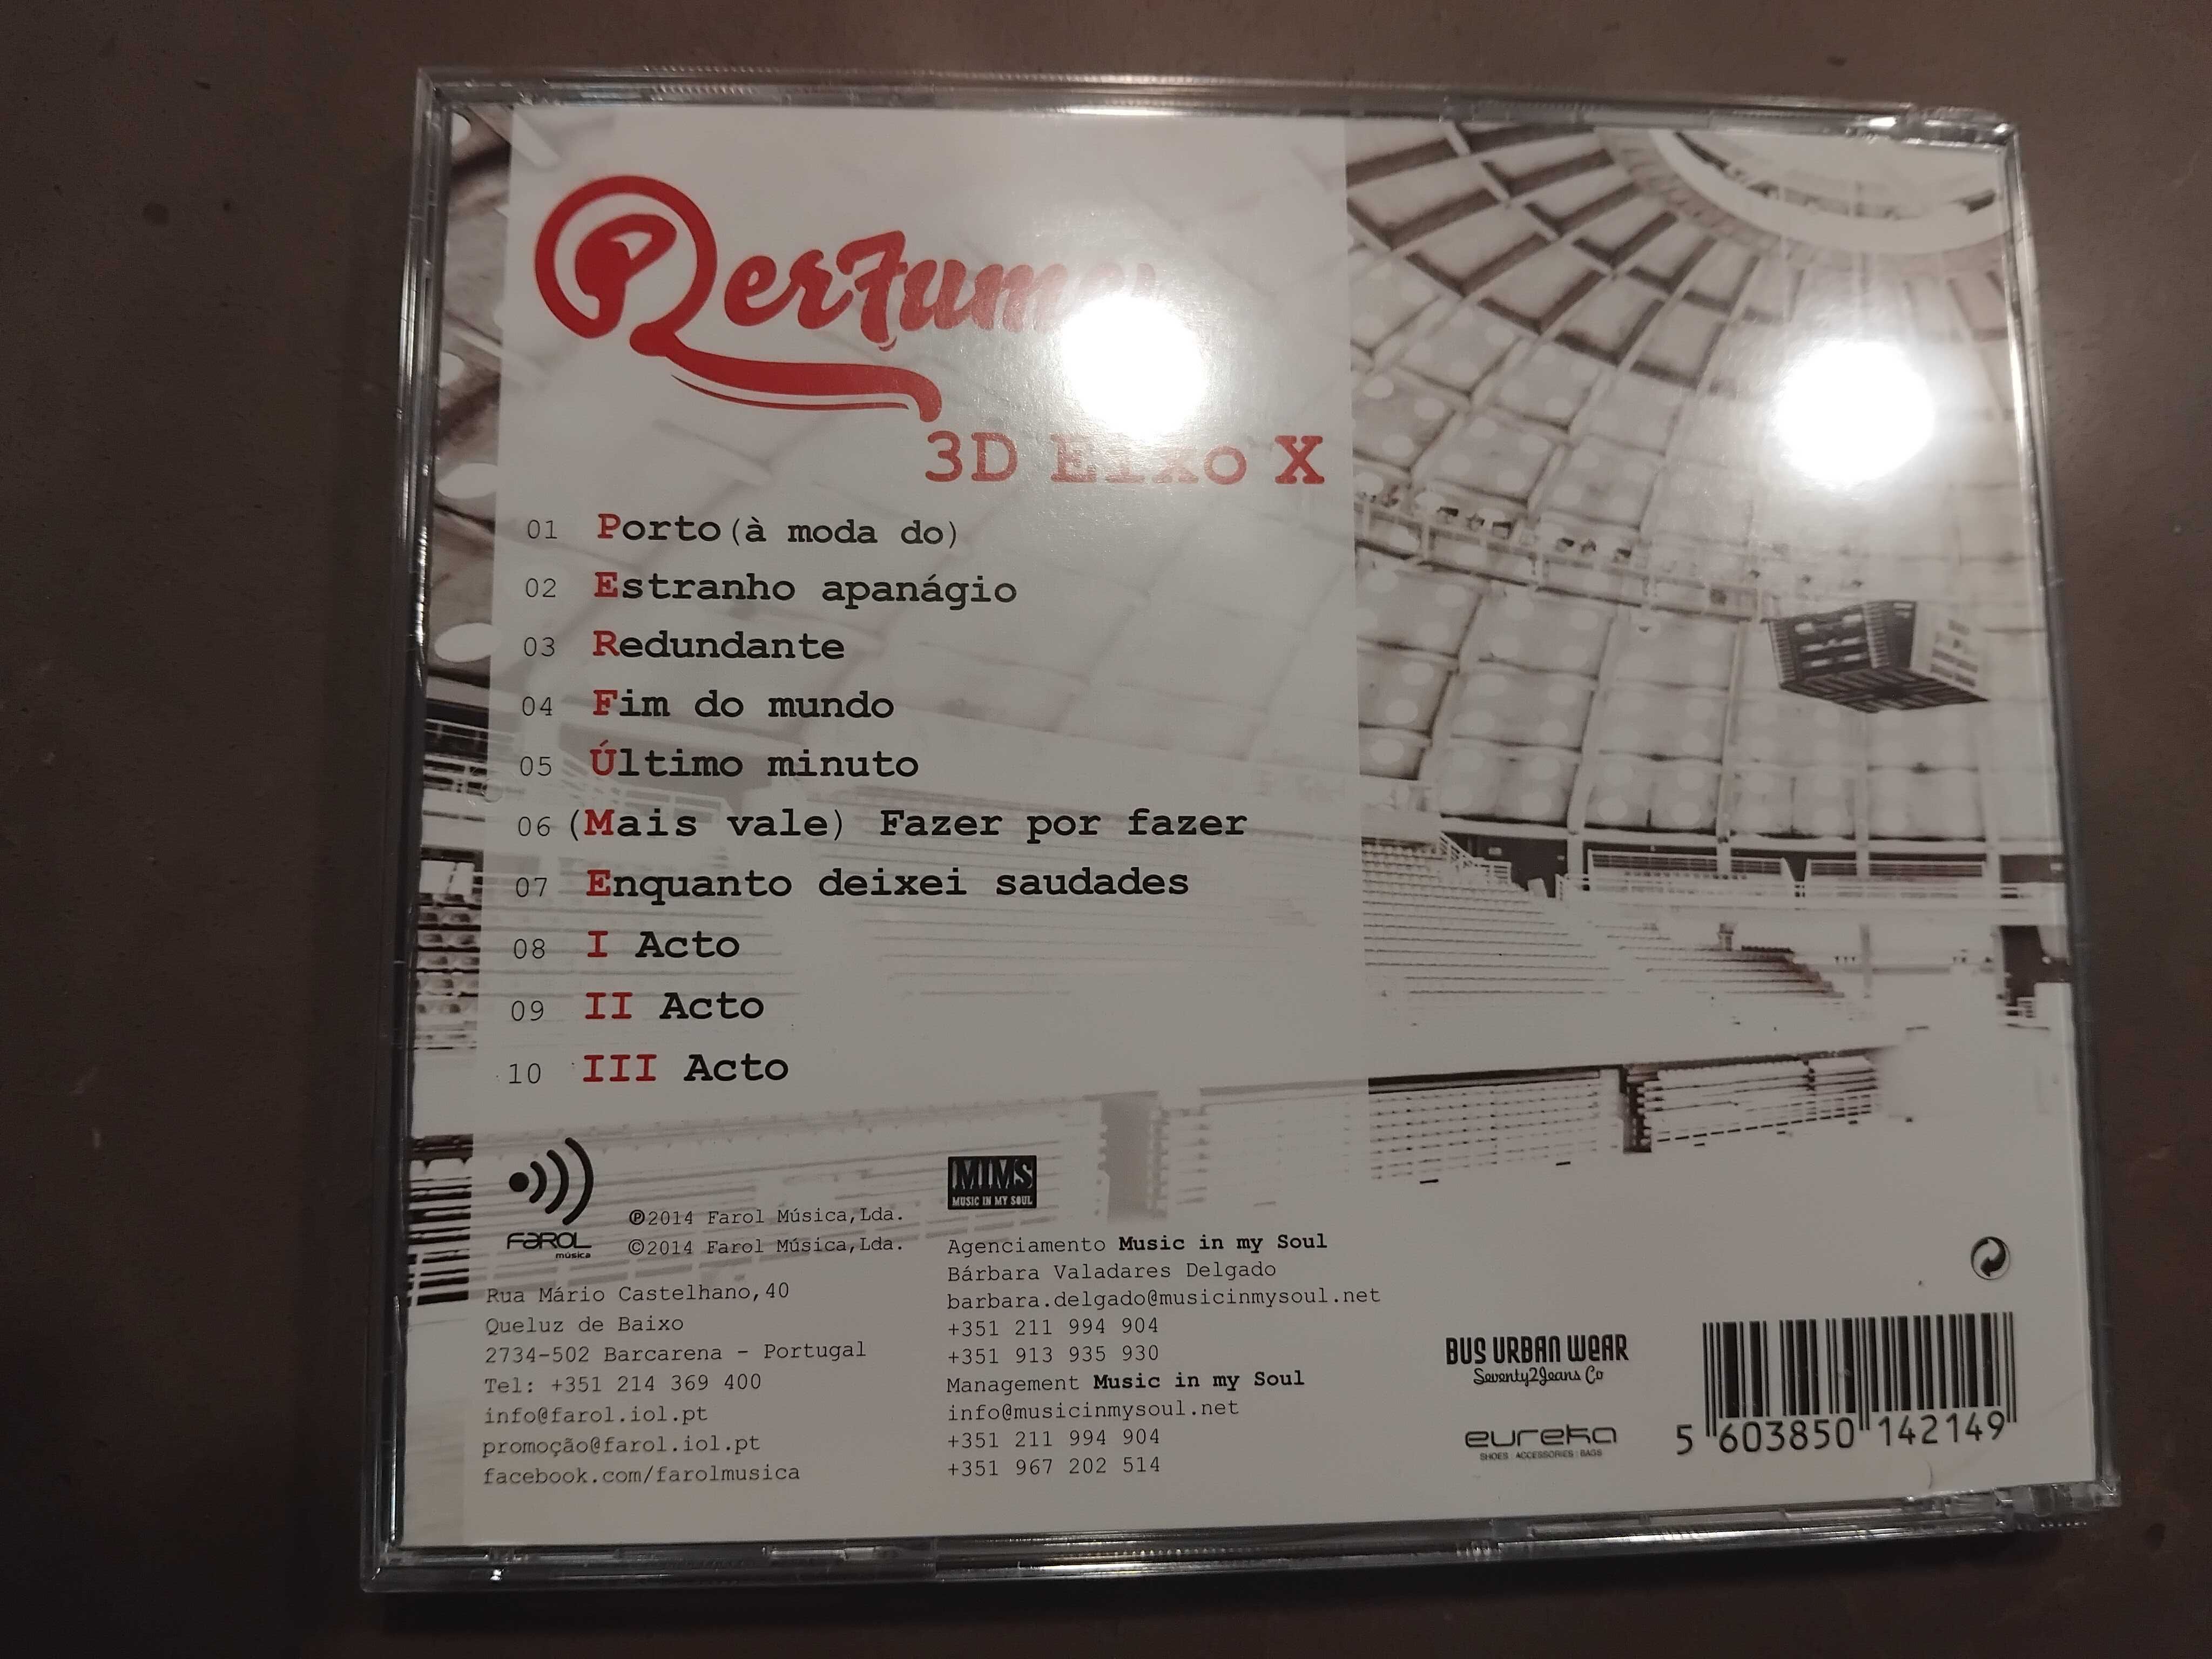 Perfume
3D Eixo X
01 Porto (à moda do)
02 Estranho apanágio
03 Redundante
04 Fim do mundo
05 Último minuto
06 (Mais vale) Fazer por fazer
07 Enquanto deixei saudades
08 I Acto
09 II Acto
10 III Acto
FAROL
música
℗2014 Farol Música,Lda.
©2014 Farol Música,Lda.
Rua Mário Castelhano,40
Queluz de Baixo
2734-502 Barcarena - Portugal
Tel: +351 214 369 400
info@farol.iol.pt
promoção@farol.iol.pt
facebook.com/farolmusica
MIMS
MUSIC IN MY SOUL
Agenciamento Music in my Soul
Bárbara Valadares Delgado
barbara.delgado@musicinmysoul.net
+351 211 994 904
+351 913 935 930
Management Music in my Soul
info@musicinmysoul.net
+351 211 994 904
+351 967 202 514
BUS URBAN WEAR
Seventy2Jeans Co
eureka
SHOES | ACCESSORIES | BAGS
5 603850 142149